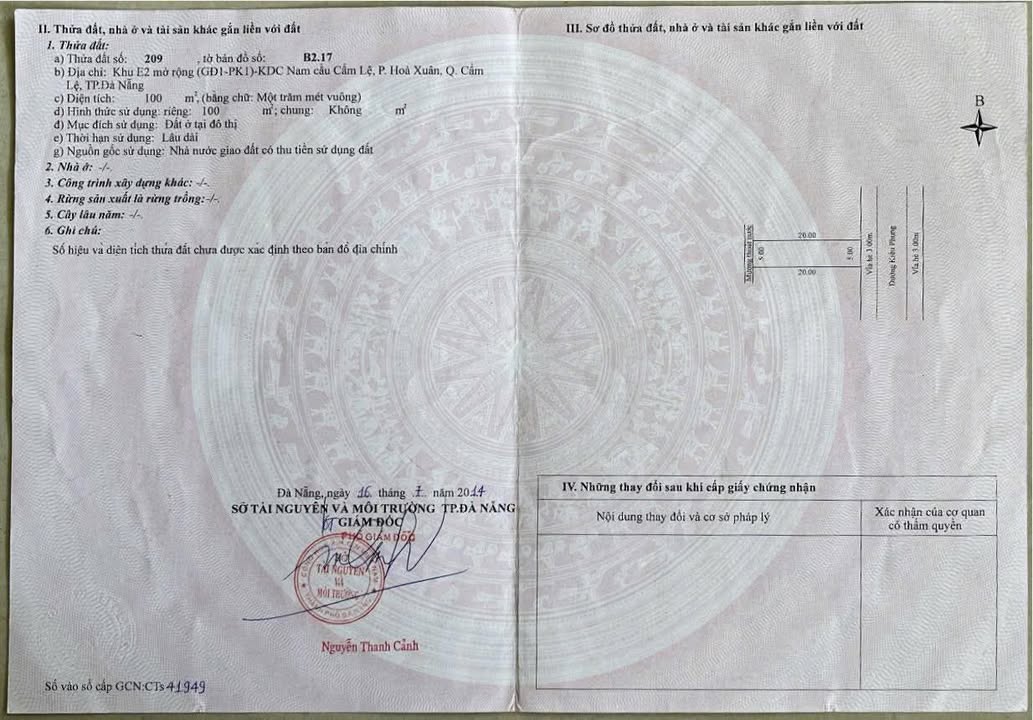 II. Thửa đất, nhà ở và tài sản khác gắn liền với đất
1. Thửa đất:
a) Thửa đất số: 209 , tờ bản đồ số: B2.17
b) Địa chỉ: Khu E2 mở rộng (GĐ1-PK1)-KDC Nam cầu Cẩm Lệ, P. Hoà Xuân, Q. Cẩm
Lệ, TP.Đà Nẵng
c) Diện tích: 100 m², (bằng chữ: Một trăm mét vuông)
d) Hình thức sử dụng: riêng: 100 m²; chung: Không m²
đ) Mục đích sử dụng: Đất ở tại đô thị
e) Thời hạn sử dụng: Lâu dài
g) Nguồn gốc sử dụng: Nhà nước giao đất có thu tiền sử dụng đất
2. Nhà ở: -/-.
3. Công trình xây dựng khác: -/-.
4. Rừng sản xuất là rừng trồng:-/-.
5. Cây lâu năm: -/-.
6. Ghi chú:
Số hiệu và diện tích thửa đất chưa được xác định theo bản đồ địa chính
Đà Nẵng, ngày 16 tháng 7 năm 2014
SỞ TÀI NGUYÊN VÀ MÔI TRƯỜNG TP.ĐÀ NẴNG
KT GIÁM ĐỐC
PHÓ GIÁM ĐỐC
SỞ
TÀI NGUYÊN
VÀ
MÔI TRƯỜNG
Nguyễn Thanh Cảnh
Số vào sổ cấp GCN:CTs 41949
III. Sơ đồ thửa đất, nhà ở và tài sản khác gắn liền với đất
B
Mương thoát nước
20.00
5.00
5.00
20.00
Vỉa hè 3.00m
Đường Kiều Phụng
Vỉa hè 3.00m
IV. Những thay đổi sau khi cấp giấy chứng nhận
Nội dung thay đổi và cơ sở pháp lý
Xác nhận của cơ quan
có thẩm quyền